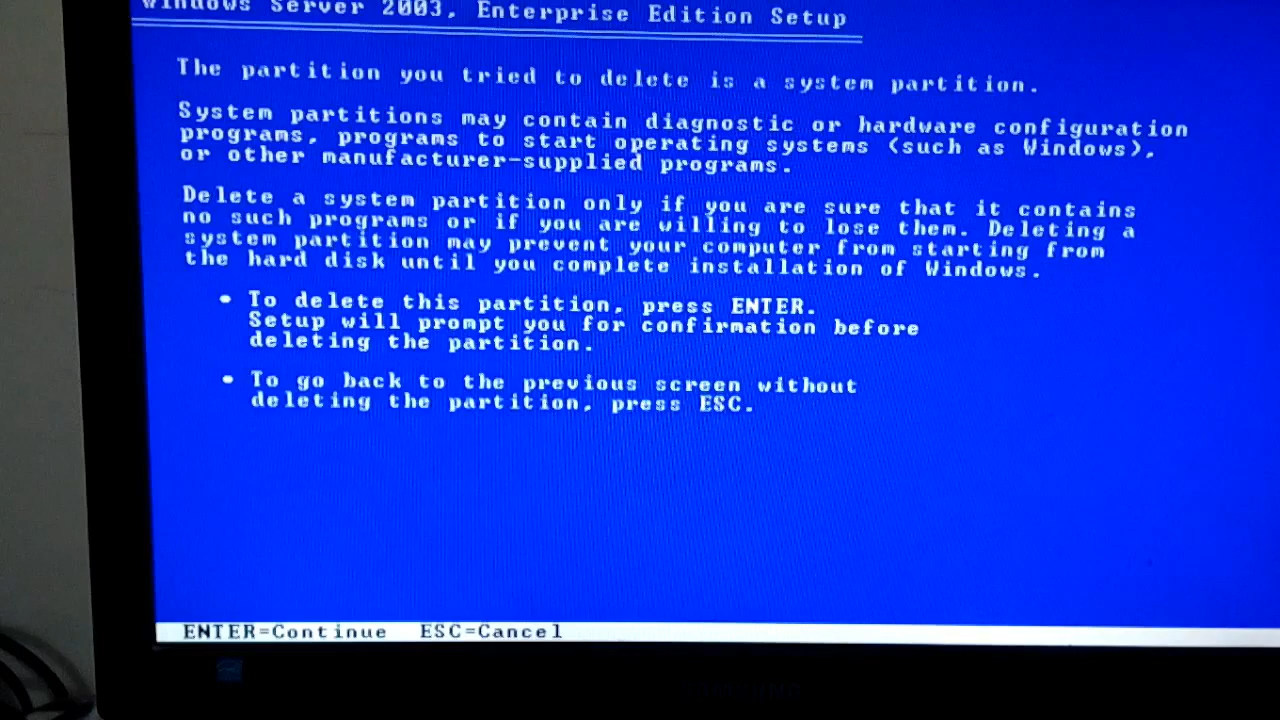 Windows Server 2003, Enterprise Edition Setup
The partition you tried to delete is a system partition.
System partitions may contain diagnostic or hardware configuration
programs, programs to start operating systems (such as Windows),
or other manufacturer-supplied programs.
Delete a system partition only if you are sure that it contains
no such programs or if you are willing to lose them. Deleting a
system partition may prevent your computer from starting from
the hard disk until you complete installation of Windows.
• To delete this partition, press ENTER.
Setup will prompt you for confirmation before
deleting the partition.
• To go back to the previous screen without
deleting the partition, press ESC.
ENTER=Continue ESC=Cancel